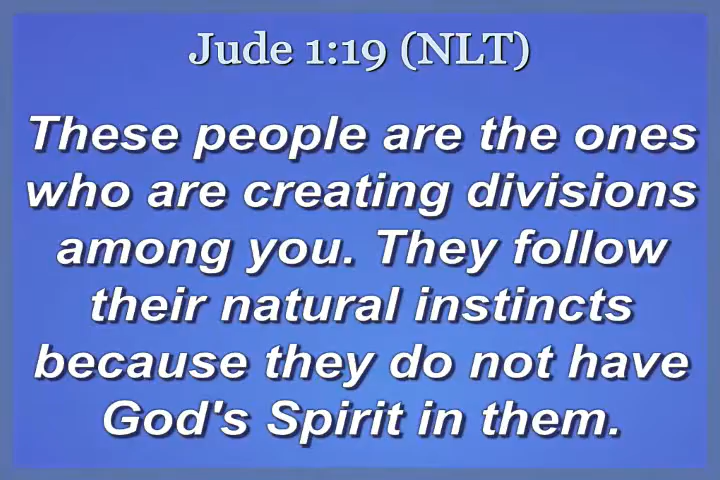 Jude 1:19 (NLT)
These people are the ones
who are creating divisions
among you. They follow
their natural instincts
because they do not have
God's Spirit in them.